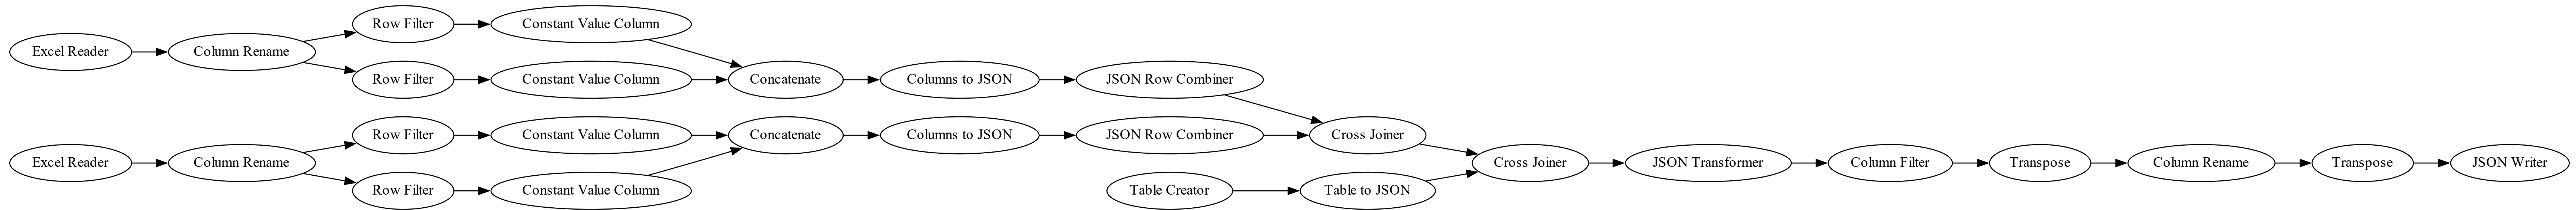 Excel Reader
Column Rename
Row Filter
Constant Value Column
Row Filter
Constant Value Column
Concatenate
Columns to JSON
JSON Row Combiner
Excel Reader
Column Rename
Row Filter
Constant Value Column
Row Filter
Constant Value Column
Concatenate
Columns to JSON
JSON Row Combiner
Cross Joiner
Table Creator
Table to JSON
Cross Joiner
JSON Transformer
Column Filter
Transpose
Column Rename
Transpose
JSON Writer